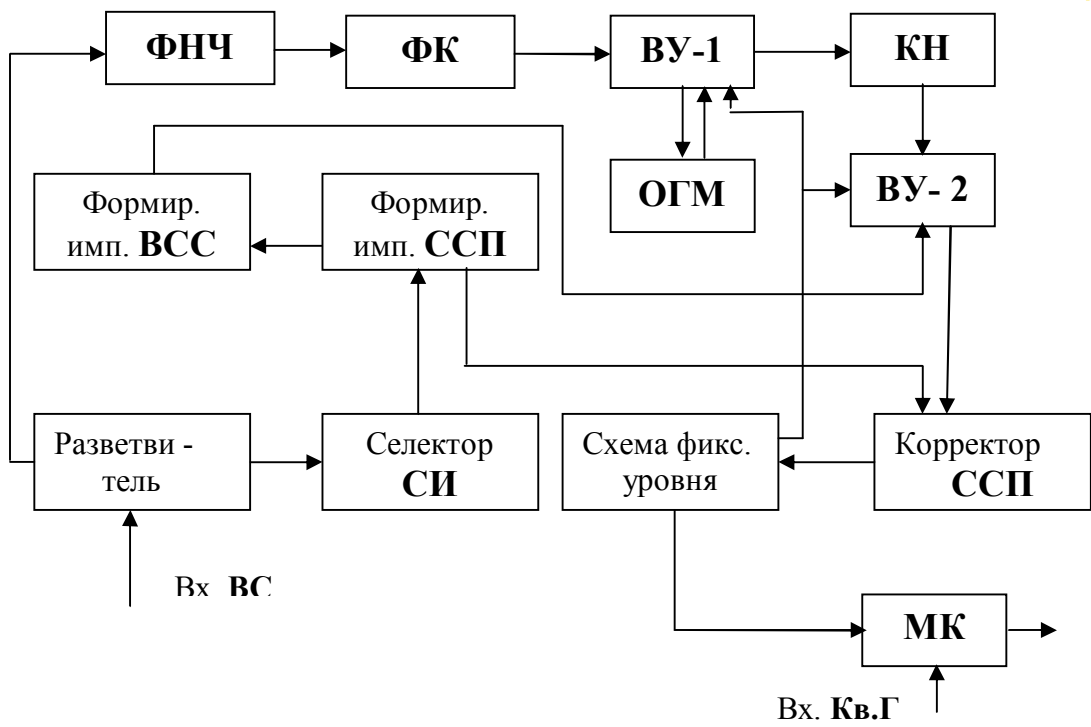 ФНЧ
ФК
ВУ-1
КН
Формир.
имп. ВСС
Формир.
имп. ССП
ОГМ
ВУ- 2
Разветви -
тель
Селектор
СИ
Схема фикс.
уровня
Корректор
ССП
Вх. ВС
МК
Вх. Кв.Г